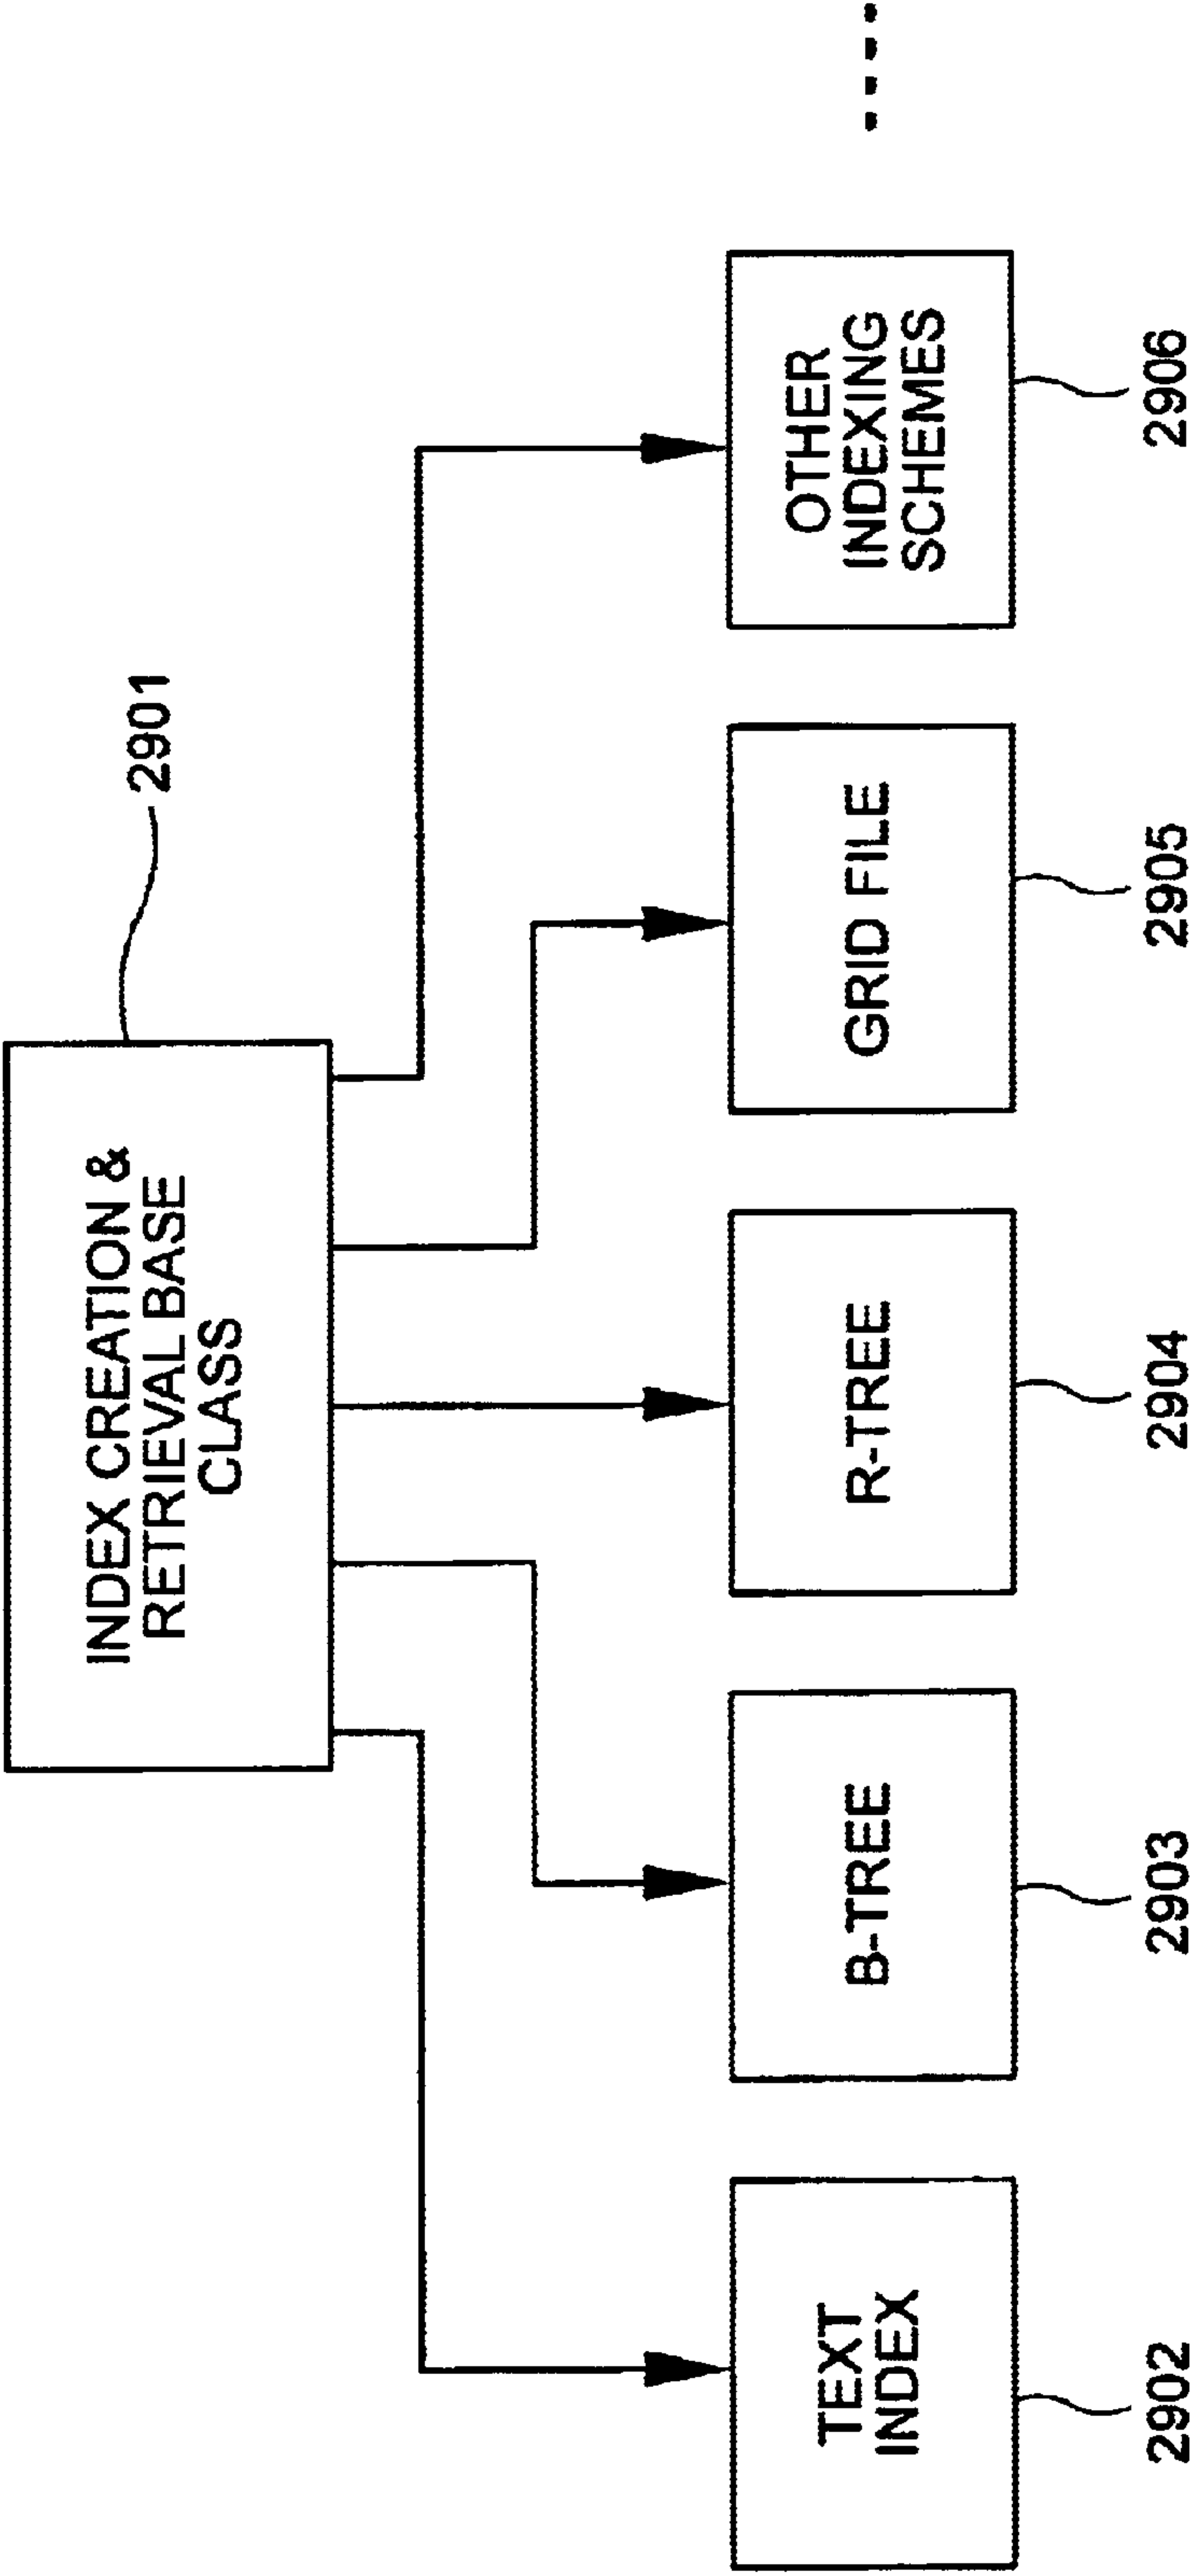 INDEX CREATION &
RETRIEVAL BASE
CLASS
2901
TEXT
INDEX
2902
B-TREE
2903
R-TREE
2904
GRID FILE
2905
OTHER
INDEXING
SCHEMES
2906